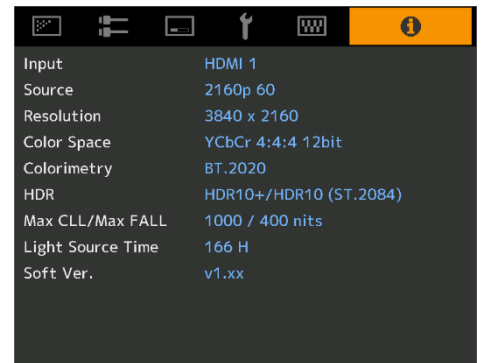 Input HDMI 1
Source 2160p 60
Resolution 3840 x 2160
Color Space YCbCr 4:4:4 12bit
Colorimetry BT.2020
HDR HDR10+/HDR10 (ST.2084)
Max CLL/Max FALL 1000 / 400 nits
Light Source Time 166 H
Soft Ver. v1.xx